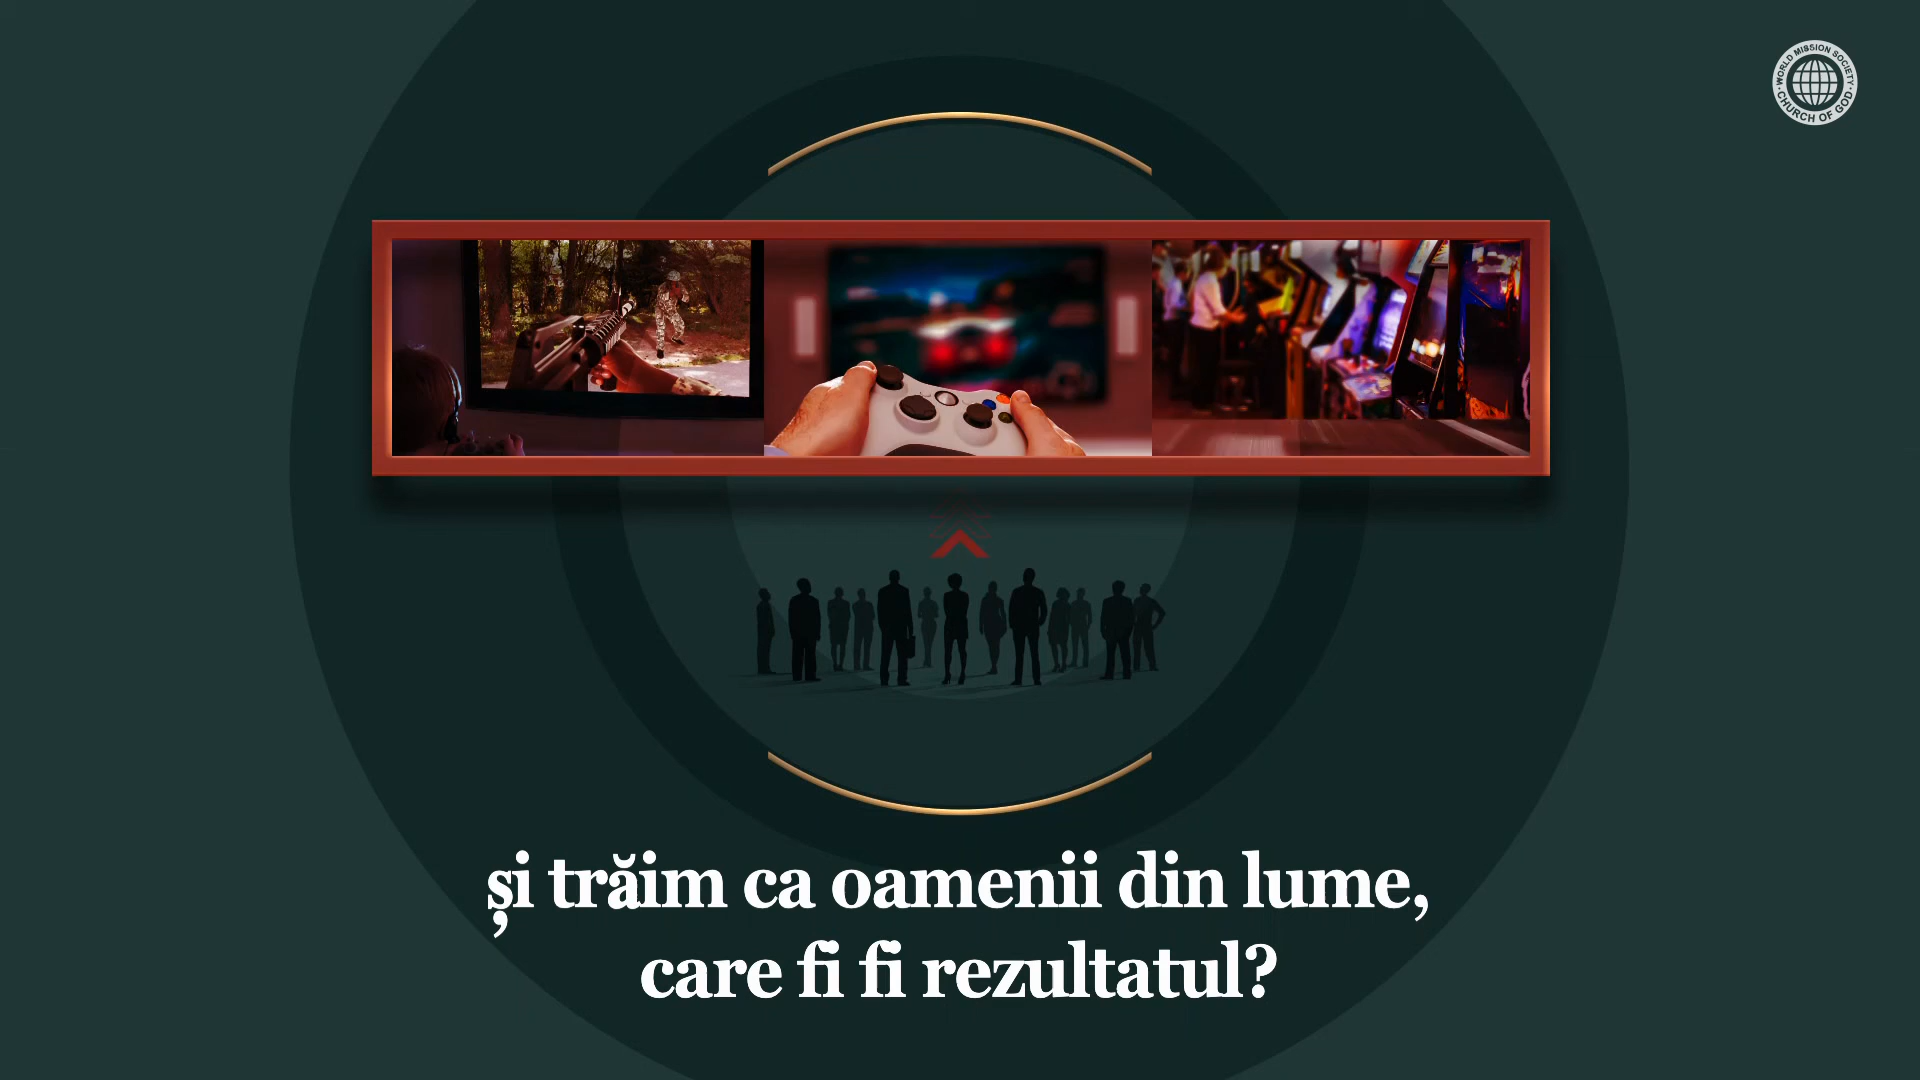 WORLD MISSION SOCIETY
CHURCH OF GOD
și trăim ca oamenii din lume,
care fi fi rezultatul?